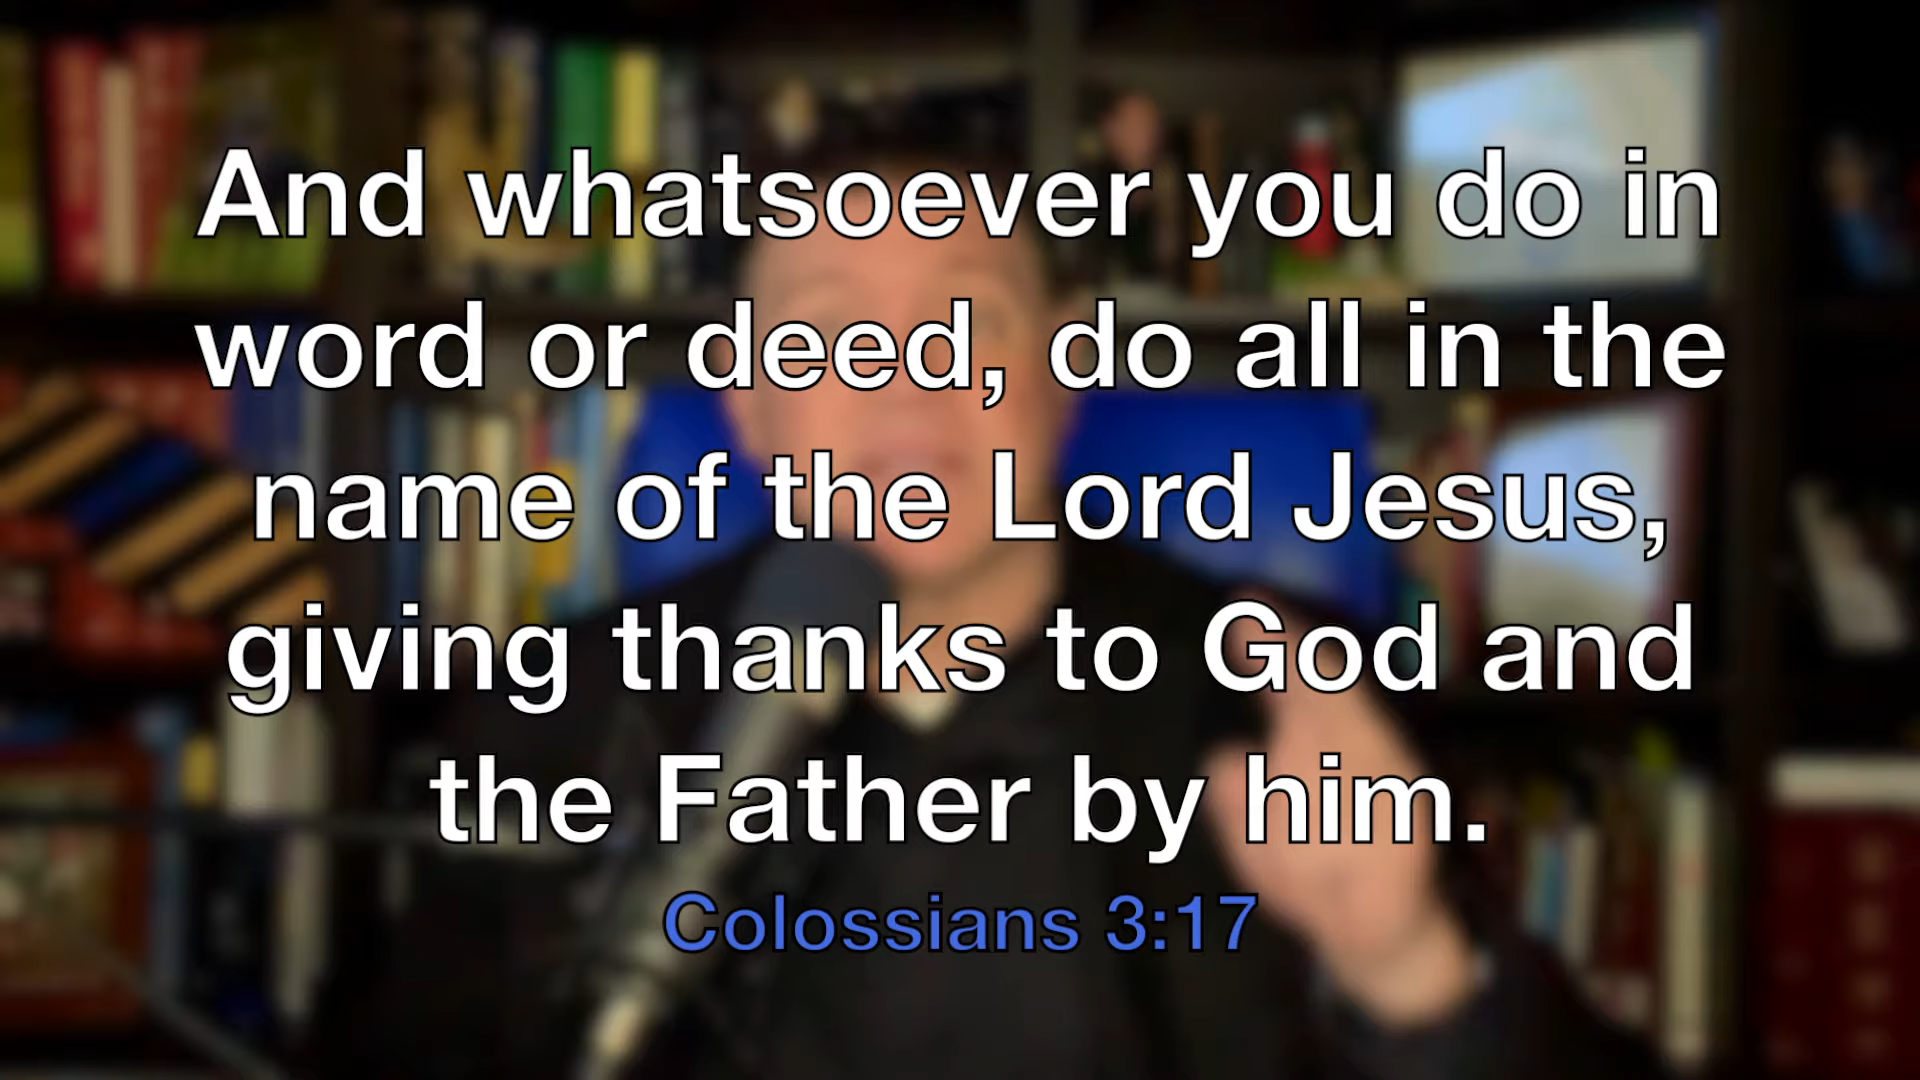 And whatsoever you do in
word or deed, do all in the
name of the Lord Jesus,
giving thanks to God and
the Father by him.
Colossians 3:17